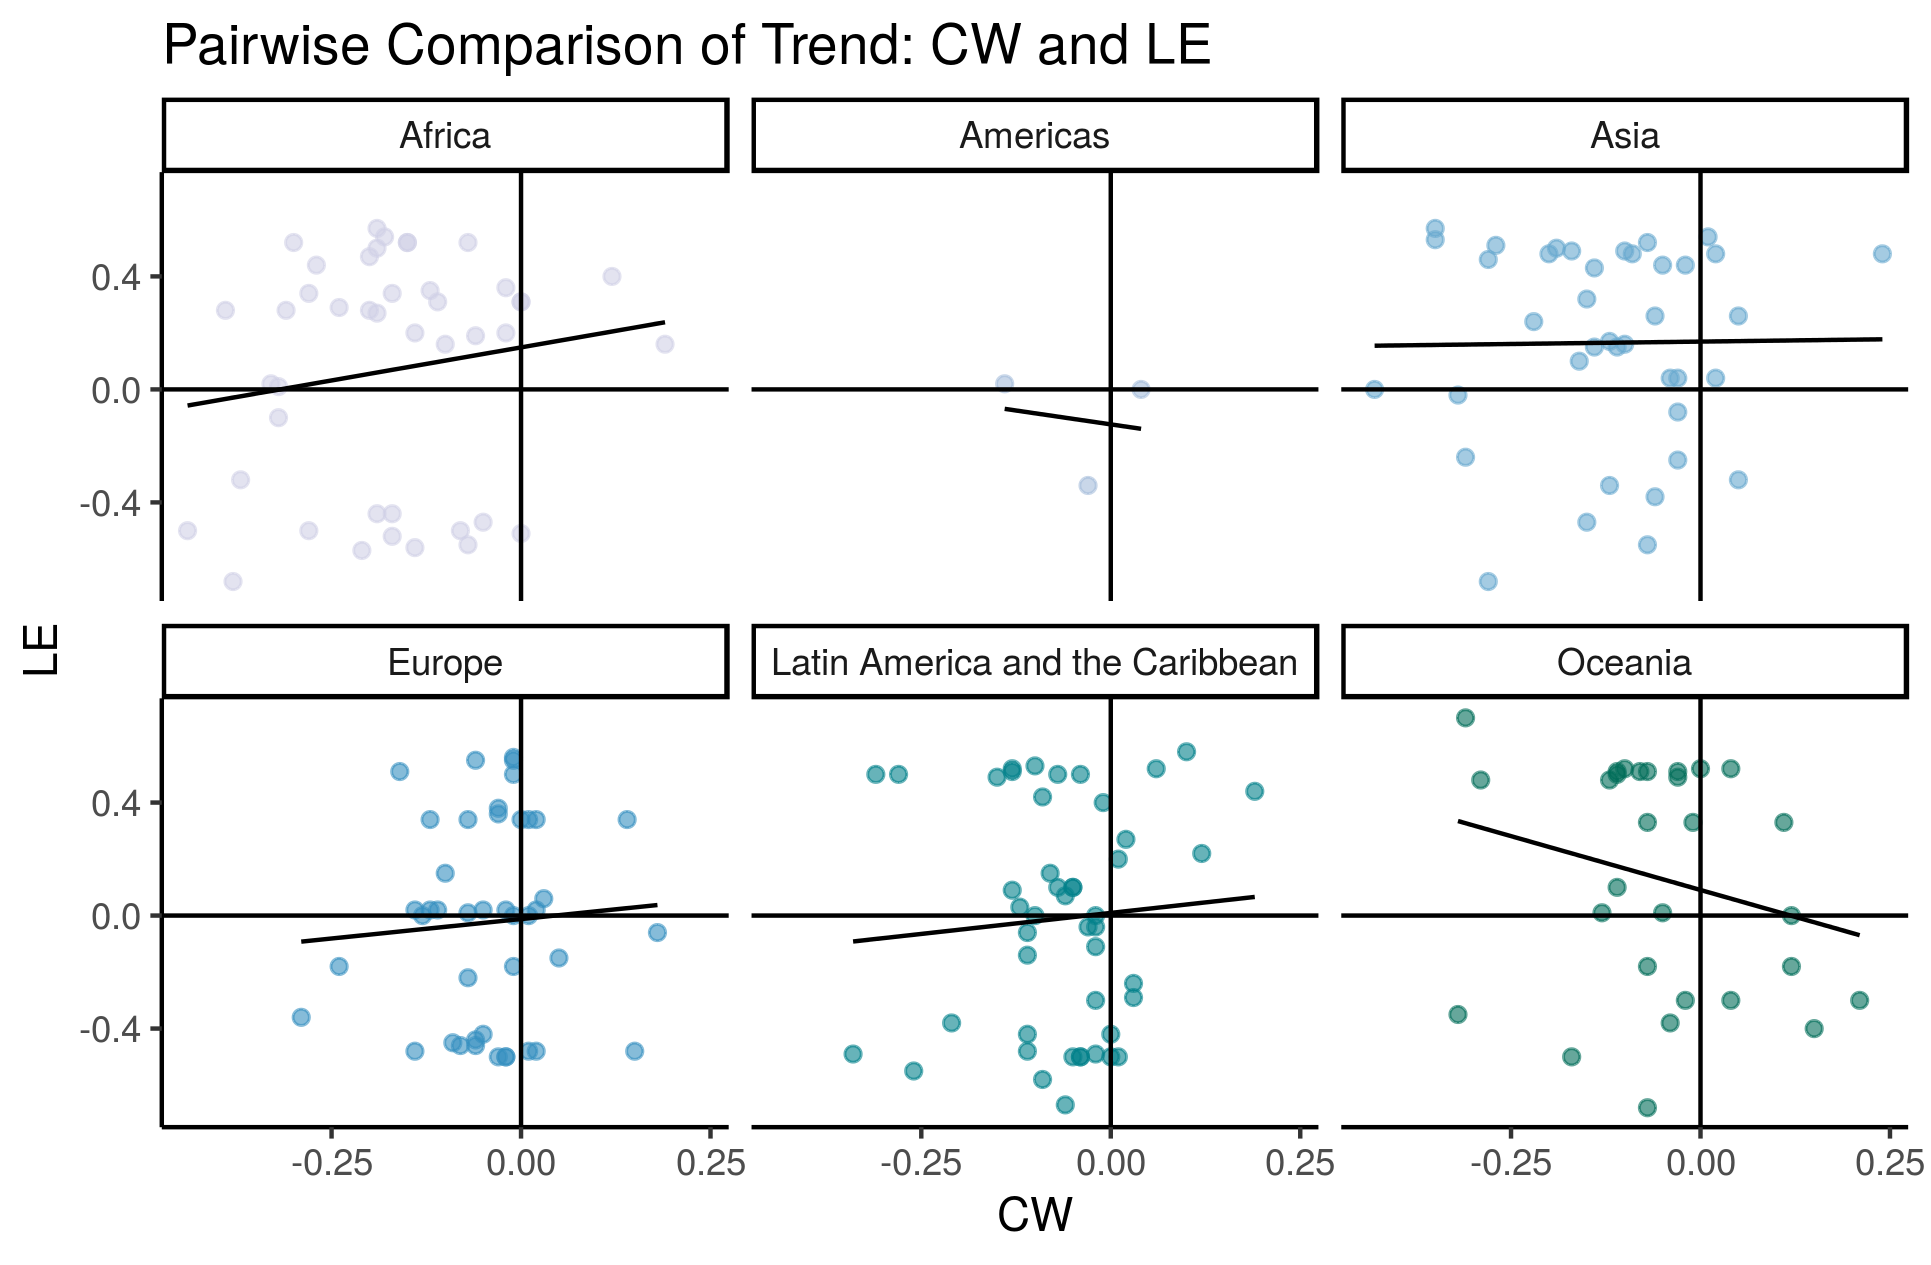 Pairwise Comparison of Trend: CW and LE
Africa
Americas
Asia
0.4
0.0
-0.4
LE
Europe
Latin America and the Caribbean
Oceania
0.4
0.0
-0.4
-0.25 0.00 0.25
-0.25 0.00 0.25
-0.25 0.00 0.25
CW